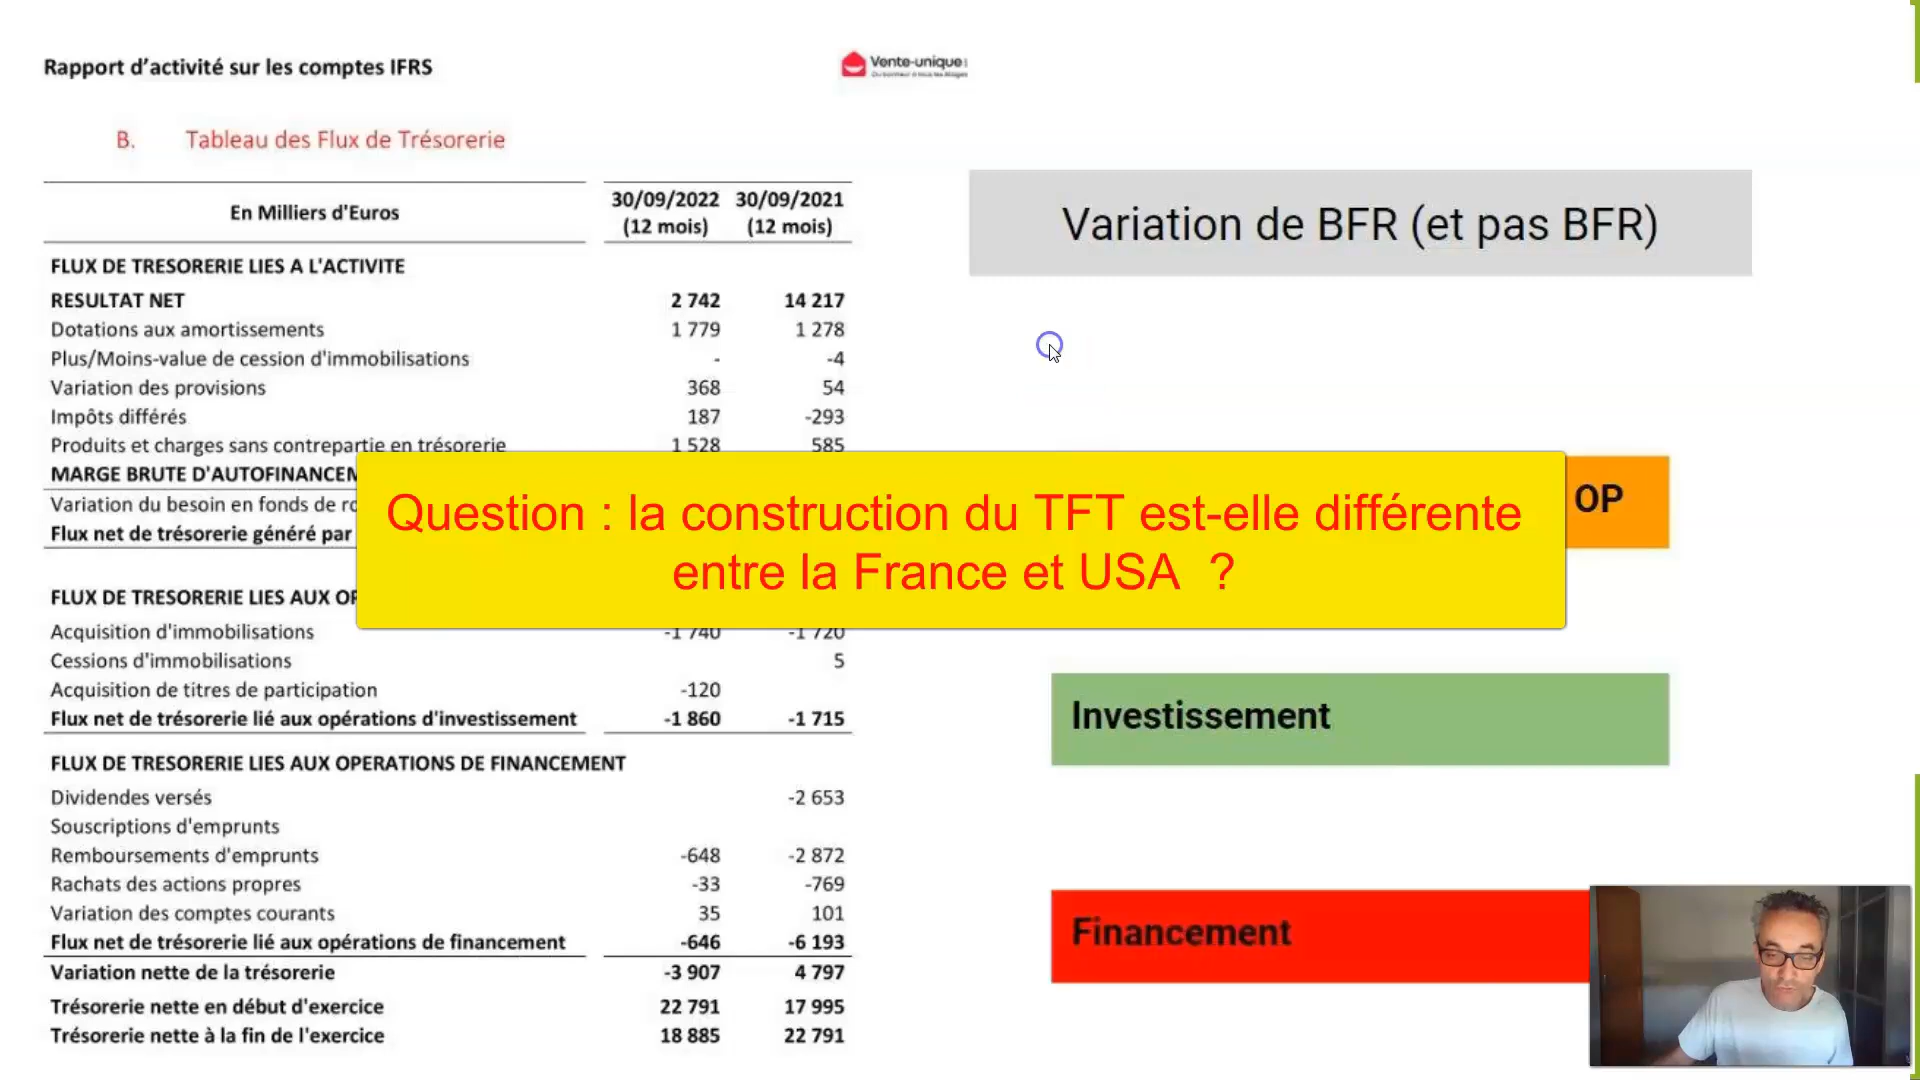 Rapport d’activité sur les comptes IFRS
Vente-unique
B. Tableau des Flux de Trésorerie
En Milliers d'Euros 30/09/2022 (12 mois) 30/09/2021 (12 mois)
Variation de BFR (et pas BFR)
FLUX DE TRESORERIE LIES A L'ACTIVITE
RESULTAT NET 2 742 14 217
Dotations aux amortissements 1 779 1 278
Plus/Moins-value de cession d'immobilisations - -4
Variation des provisions 368 54
Impôts différés 187 -293
Produits et charges sans contrepartie en trésorerie 1 528 585
MARGE BRUTE D'AUTOFINANCEM
Variation du besoin en fonds de ro
Flux net de trésorerie généré par
OP
Question : la construction du TFT est-elle différente
entre la France et USA ?
FLUX DE TRESORERIE LIES AUX OP
Acquisition d'immobilisations -1 740 -1 720
Cessions d'immobilisations 5
Acquisition de titres de participation -120
Flux net de trésorerie lié aux opérations d'investissement -1 860 -1 715
Investissement
FLUX DE TRESORERIE LIES AUX OPERATIONS DE FINANCEMENT
Dividendes versés -2 653
Souscriptions d'emprunts
Remboursements d'emprunts -648 -2 872
Rachats des actions propres -33 -769
Variation des comptes courants 35 101
Flux net de trésorerie lié aux opérations de financement -646 -6 193
Financement
Variation nette de la trésorerie -3 907 4 797
Trésorerie nette en début d'exercice 22 791 17 995
Trésorerie nette à la fin de l'exercice 18 885 22 791